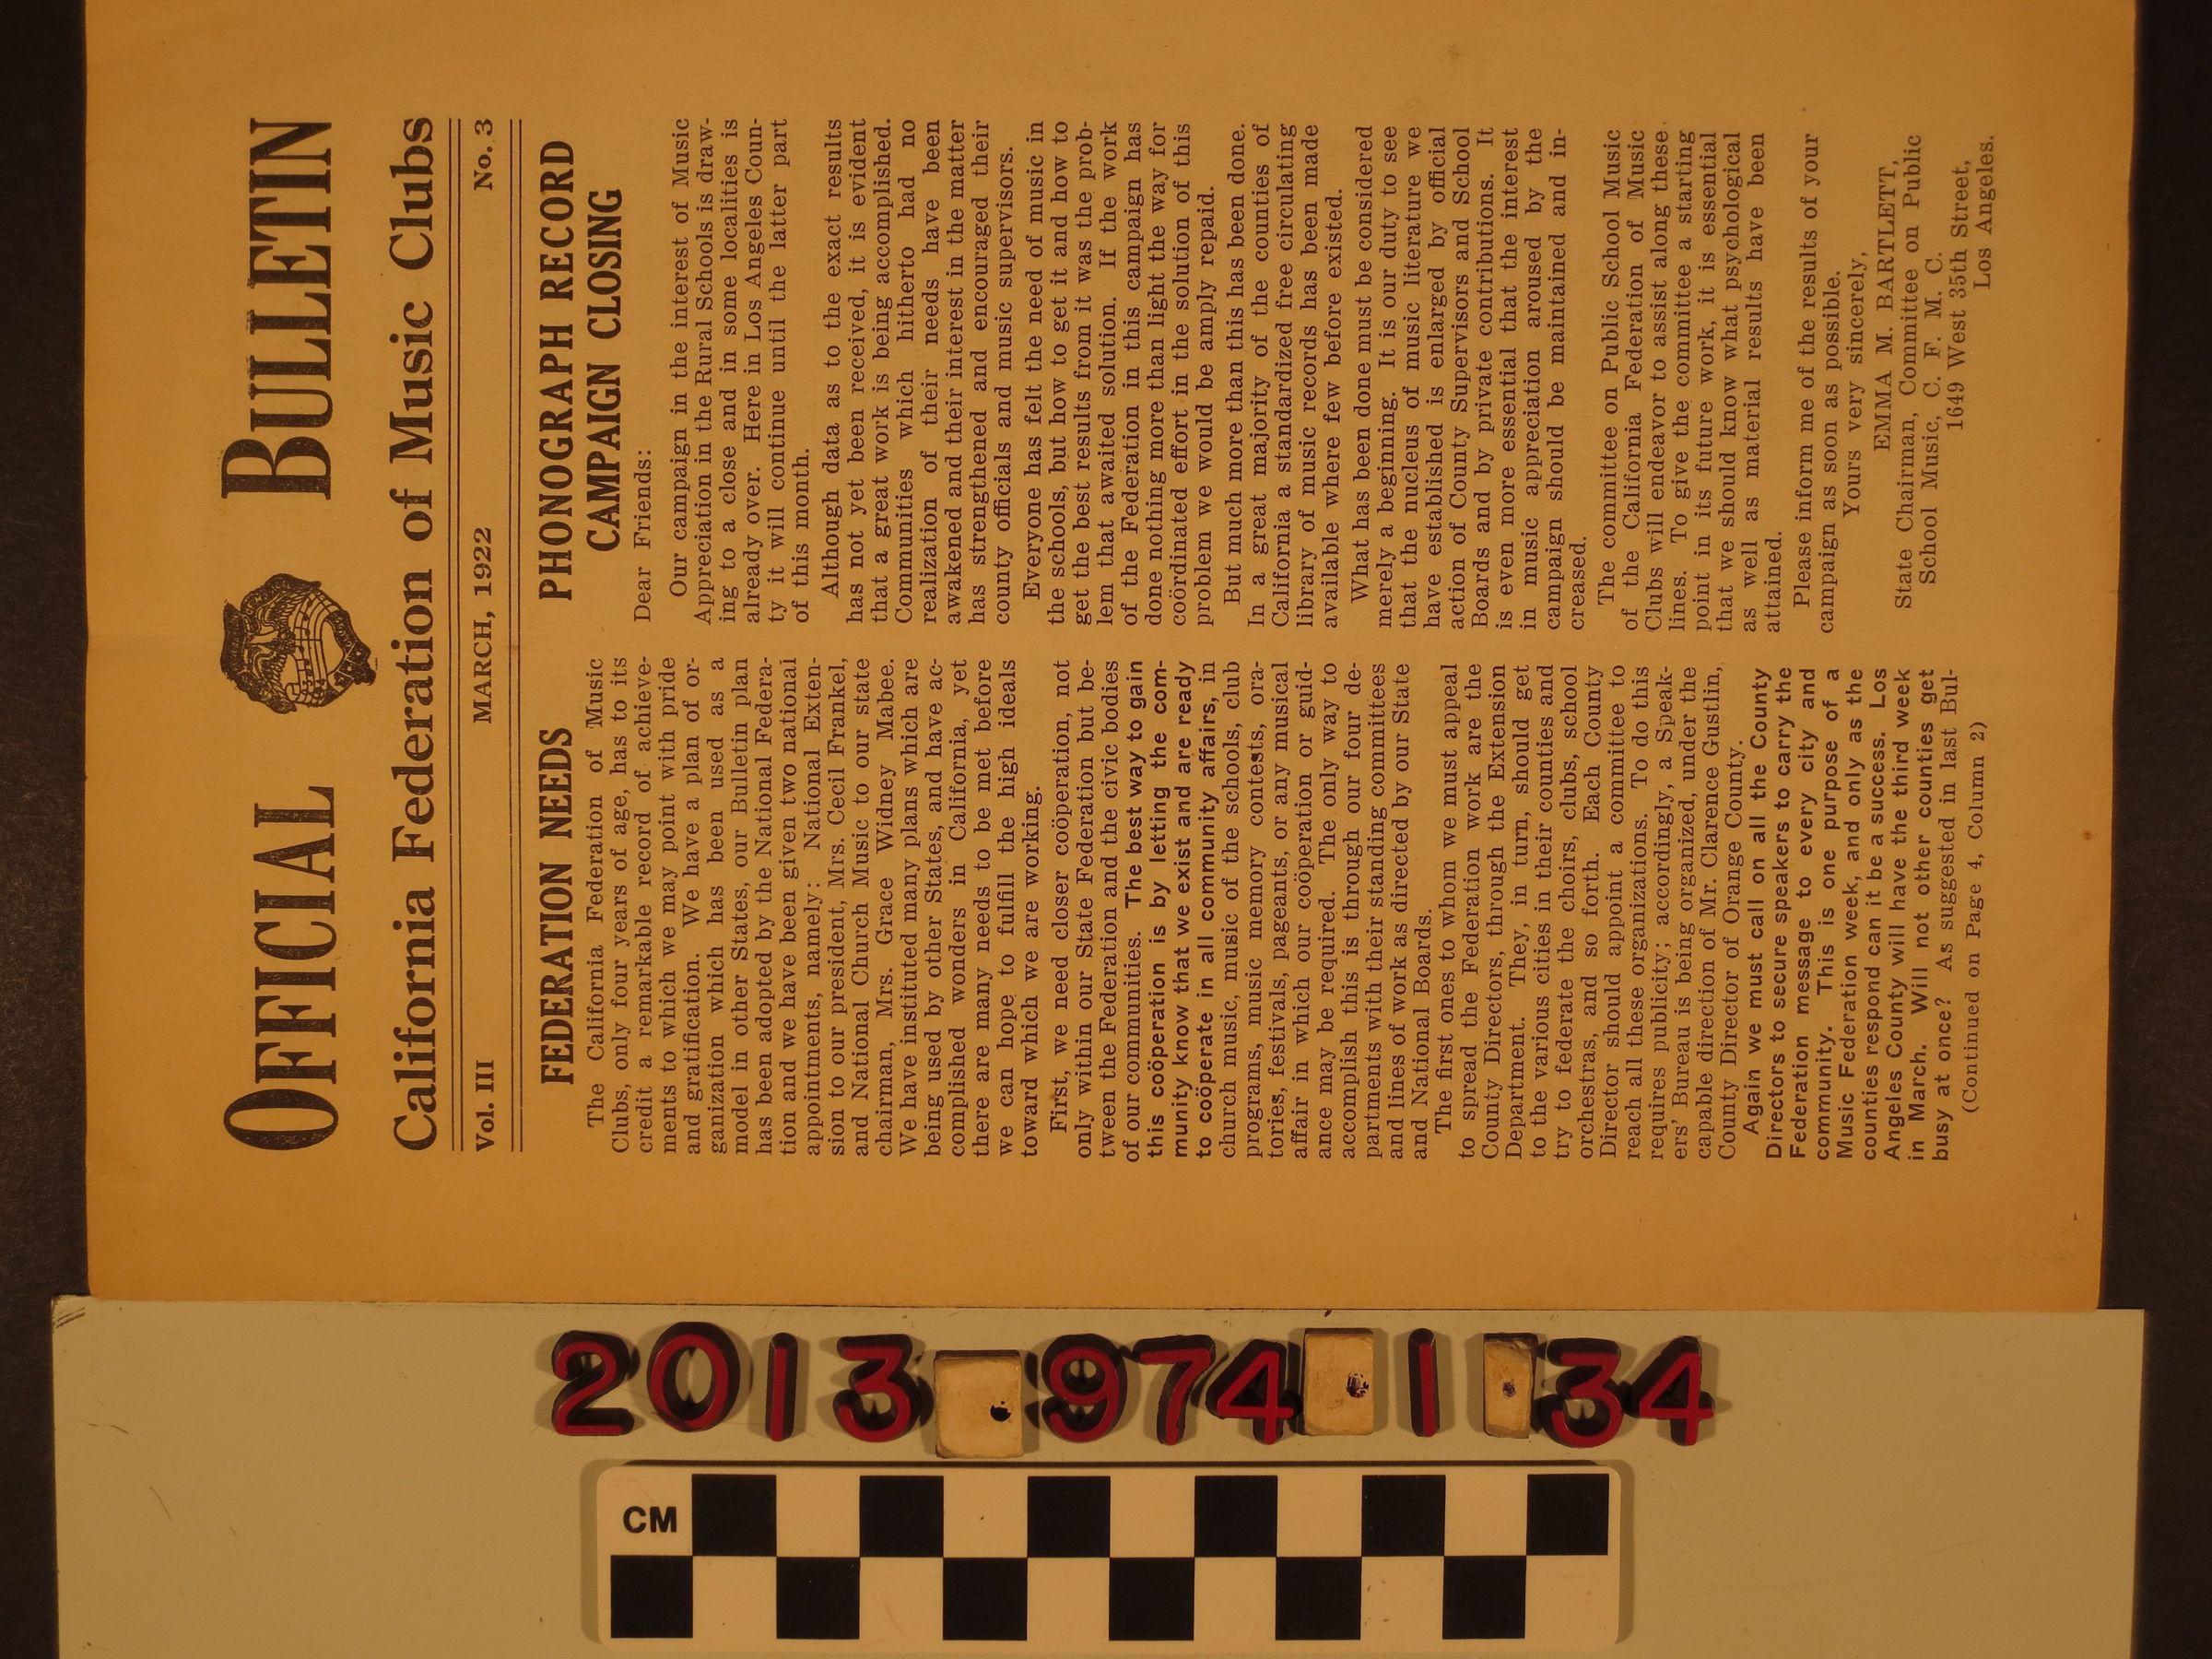 OFFICIAL BULLETIN
California Federation of Music Clubs
Vol. III MARCH, 1922 No. 3
FEDERATION NEEDS
The California Federation of Music
Clubs, only four years of age, has to its
credit a remarkable record of achieve-
ments to which we may point with pride
and gratification. We have a plan of or-
ganization which has been used as a
model in other States, our Bulletin plan
has been adopted by the National Federa-
tion and we have been given two national
appointments, namely: National Exten-
sion to our president, Mrs. Cecil Frankel,
and National Church Music to our state
chairman, Mrs. Grace Widney Mabee.
We have instituted many plans which are
being used by other States, and have ac-
complished wonders in California, yet
there are many needs to be met before
we can hope to fulfill the high ideals
toward which we are working.
First, we need closer coöperation, not
only within our State Federation but be-
tween the Federation and the civic bodies
of our communities. The best way to gain
this coöperation is by letting the com-
munity know that we exist and are ready
to coöperate in all community affairs, in
church music, music of the schools, club
programs, music memory contests, ora-
tories, festivals, pageants, or any musical
affair in which our coöperation or guid-
ance may be required. The only way to
accomplish this is through our four de-
partments with their standing committees
and lines of work as directed by our State
and National Boards.
The first ones to whom we must appeal
to spread the Federation work are the
County Directors, through the Extension
Department. They, in turn, should get
to the various cities in their counties and
try to federate the choirs, clubs, school
orchestras, and so forth. Each County
Director should appoint a committee to
reach all these organizations. To do this
requires publicity; accordingly, a Speak-
ers' Bureau is being organized, under the
capable direction of Mr. Clarence Gustlin,
County Director of Orange County.
Again we must call on all the County
Directors to secure speakers to carry the
Federation message to every city and
community. This is one purpose of a
Music Federation week, and only as the
counties respond can it be a success. Los
Angeles County will have the third week
in March. Will not other counties get
busy at once? As suggested in last Bul-
(Continued on Page 4, Column 2)
PHONOGRAPH RECORD
CAMPAIGN CLOSING
Dear Friends:
Our campaign in the interest of Music
Appreciation in the Rural Schools is draw-
ing to a close and in some localities is
already over. Here in Los Angeles Coun-
ty it will continue until the latter part
of this month.
Although data as to the exact results
has not yet been received, it is evident
that a great work is being accomplished.
Communities which hitherto had no
realization of their needs have been
awakened and their interest in the matter
has strengthened and encouraged their
county officials and music supervisors.
Everyone has felt the need of music in
the schools, but how to get it and how to
get the best results from it was the prob-
lem that awaited solution. If the work
of the Federation in this campaign has
done nothing more than light the way for
coördinated effort in the solution of this
problem we would be amply repaid.
But much more than this has been done.
In a great majority of the counties of
California a standardized free circulating
library of music records has been made
available where few before existed.
What has been done must be considered
merely a beginning. It is our duty to see
that the nucleus of music literature we
have established is enlarged by official
action of County Supervisors and School
Boards and by private contributions. It
is even more essential that the interest
in music appreciation aroused by the
campaign should be maintained and in-
creased.
The committee on Public School Music
of the California Federation of Music
Clubs will endeavor to assist along these
lines. To give the committee a starting
point in its future work, it is essential
that we should know what psychological
as well as material results have been
attained.
Please inform me of the results of your
campaign as soon as possible.
Yours very sincerely,
EMMA M. BARTLETT,
State Chairman, Committee on Public
School Music, C. F. M. C.
1649 West 35th Street,
Los Angeles.
2013 974 1 34
CM